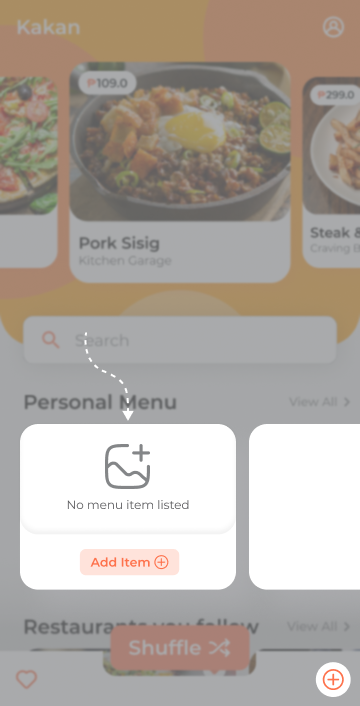 Kakan
₱109.0
₱299.0
Pork Sisig
Kitchen Garage
Steak &
Craving
Search
Personal Menu
View All
No menu item listed
Add Item
Restaurants you follow
View All
Shuffle